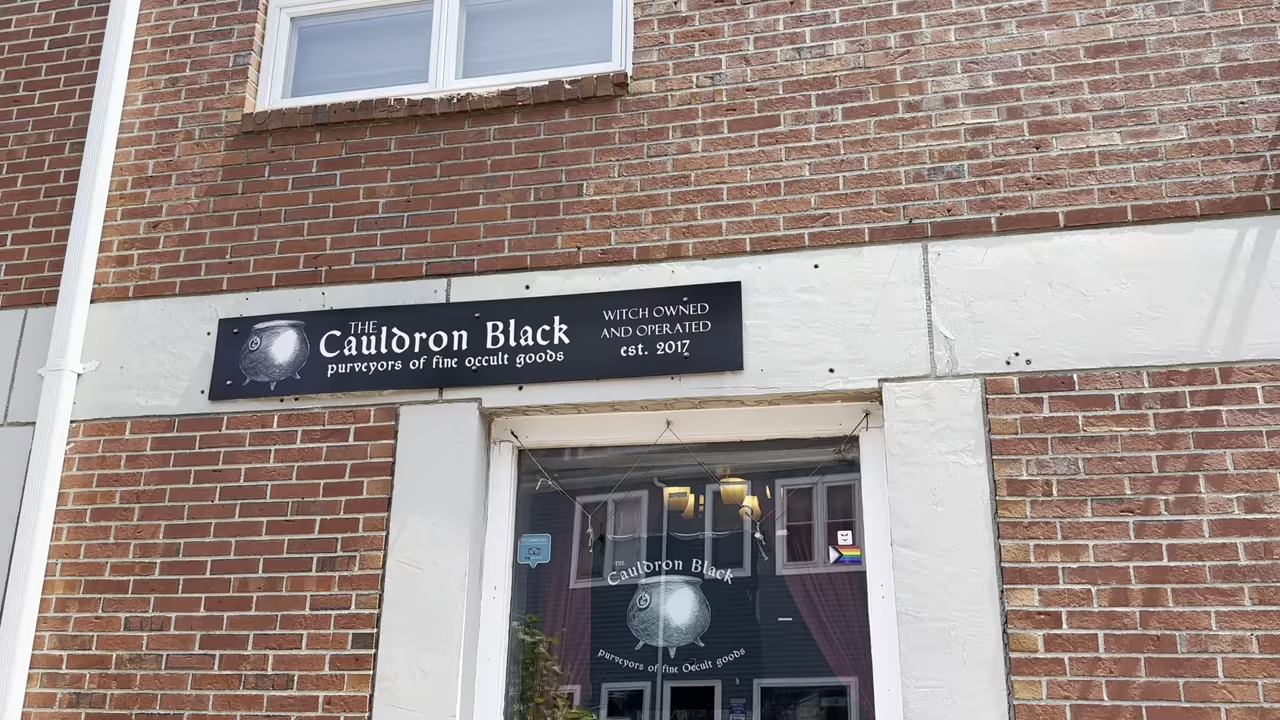 THE
Cauldron Black
purveyors of fine occult goods
WITCH OWNED
AND OPERATED
est. 2017
THE
Cauldron Black
purveyors of fine Occult goods